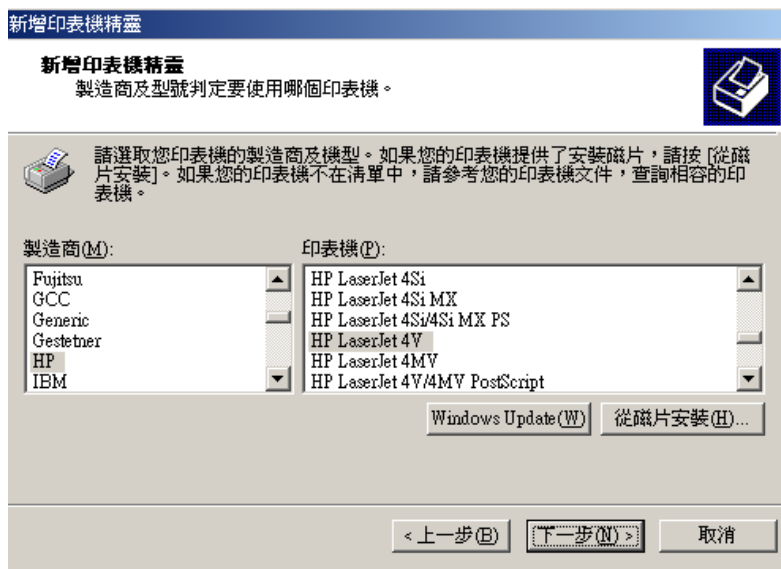 新增印表機精靈
新增印表機精靈
製造商及型號判定要使用哪個印表機。
請選取您印表機的製造商及機型。如果您的印表機提供了安裝磁片，請按 [從磁
片安裝]。如果您的印表機不在清單中，請參考您的印表機文件，查詢相容的印
表機。
製造商(M):
印表機(P):
Fujitsu
GCC
Generic
Gestetner
HP
IBM
HP LaserJet 4Si
HP LaserJet 4Si MX
HP LaserJet 4Si/4Si MX PS
HP LaserJet 4V
HP LaserJet 4MV
HP LaserJet 4V/4MV PostScript
Windows Update(W)
從磁片安裝(H)...
< 上一步(B)
下一步(N) >
取消